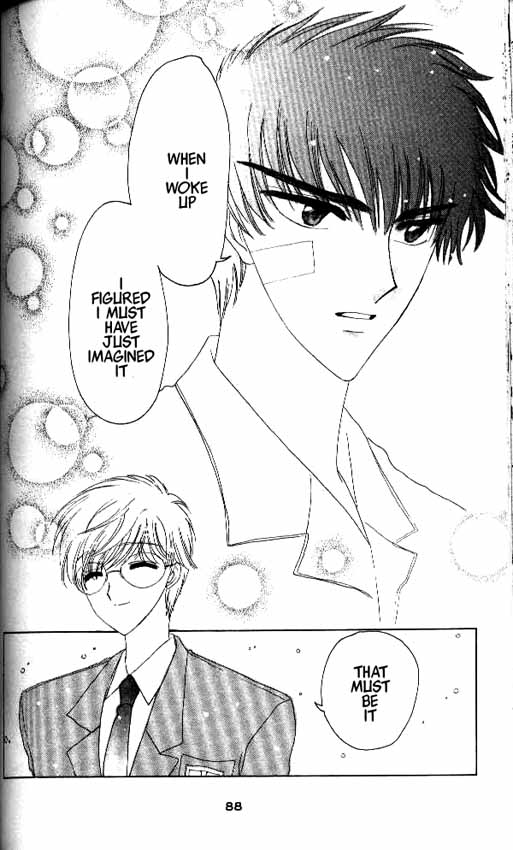 WHEN
I
WOKE
UP
I
FIGURED
I MUST
HAVE
JUST
IMAGINED
IT
THAT
MUST
BE
IT
88